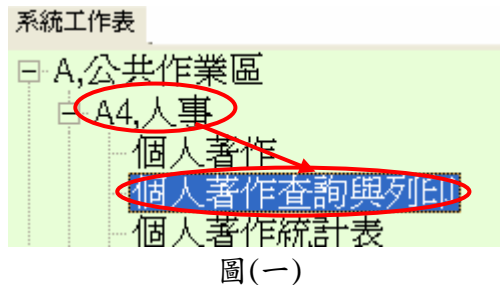 系統工作表
A,公共作業區
A4,人事
個人著作
個人著作查詢與列印
個人著作統計表
圖(一)